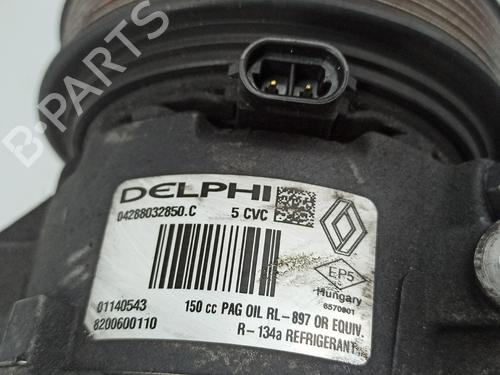 B-PARTS
DELPHI
04288032850.C 5 CVC
EP5
Hungary
6570901
01140543
150 cc PAG OIL RL-897 OR EQUIV.
8200600110
R-134a REFRIGERANT